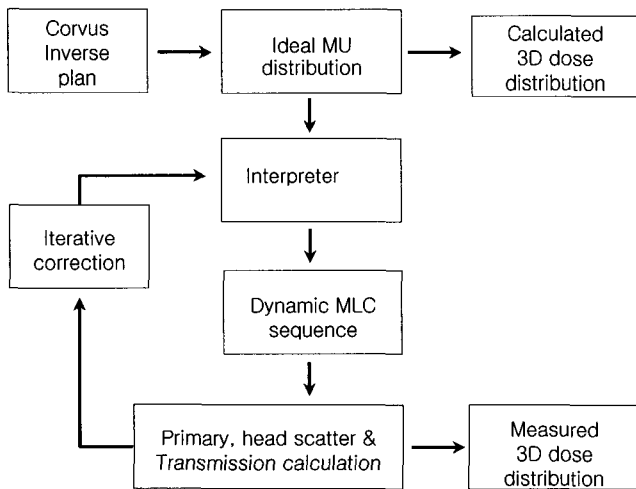 Corvus
Inverse
plan
Ideal MU
distribution
Calculated
3D dose
distribution
Interpreter
Iterative
correction
Dynamic MLC
sequence
Primary, head scatter &
Transmission calculation
Measured
3D dose
distribution